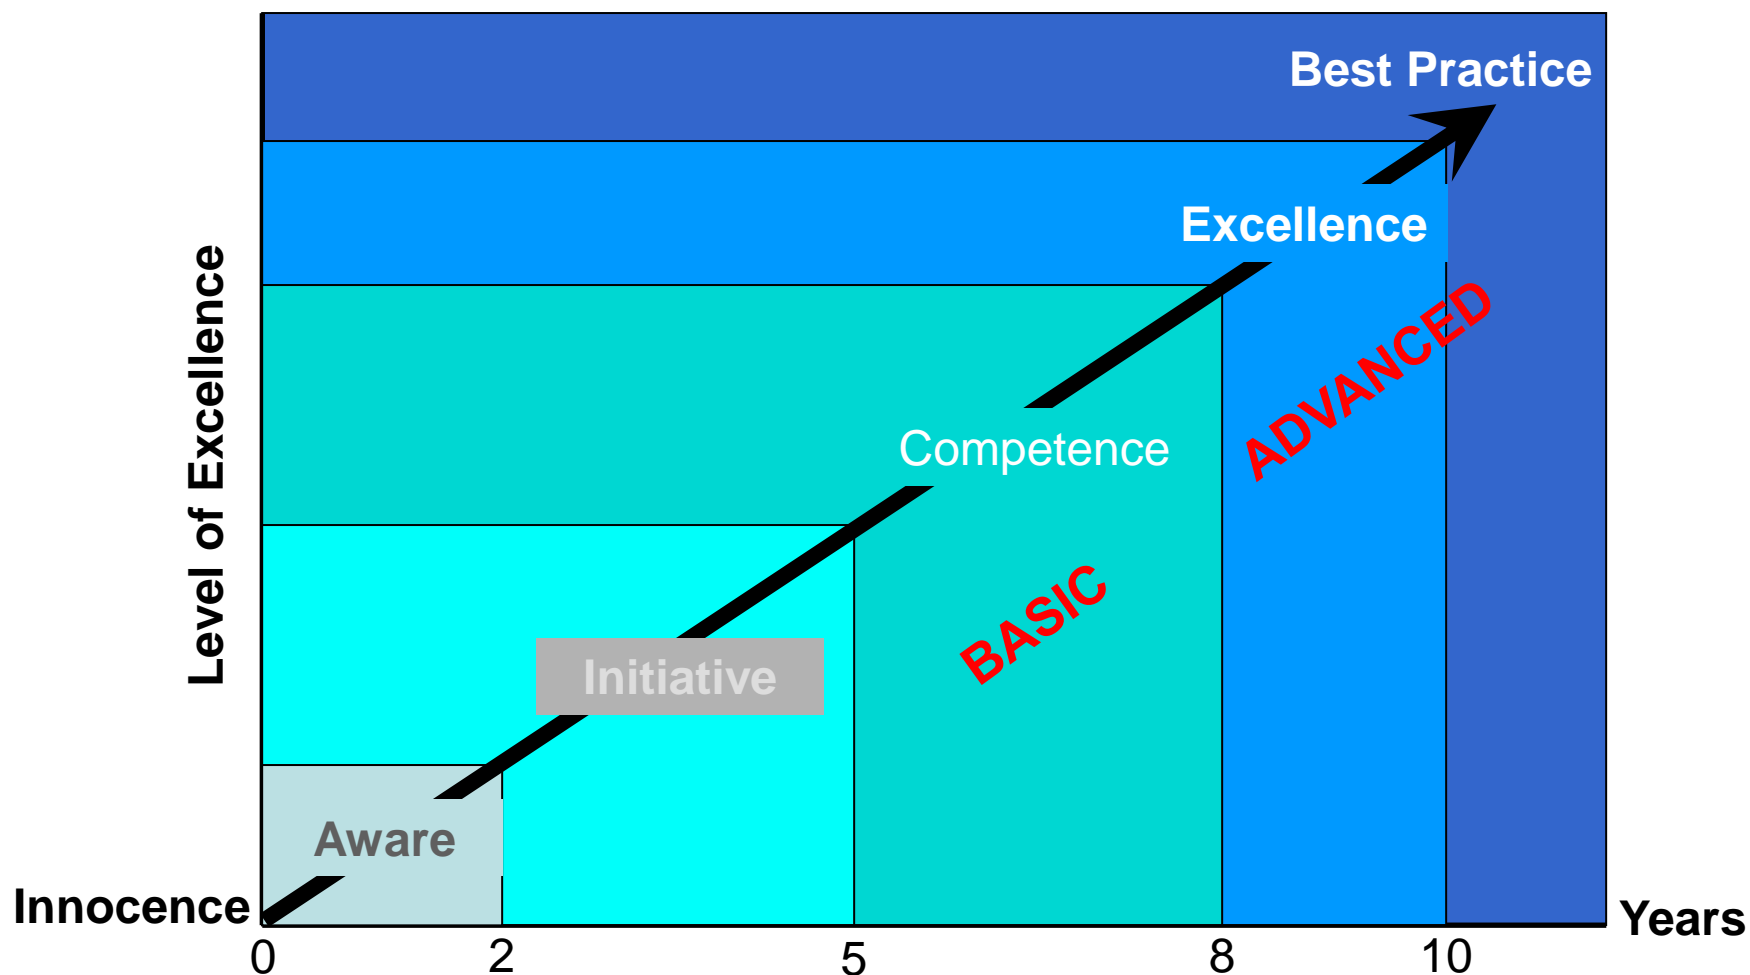 Best Practice
Excellence
ADVANCED
Level of Excellence
Competence
BASIC
Initiative
Aware
Innocence
Years
0 2 5 8 10